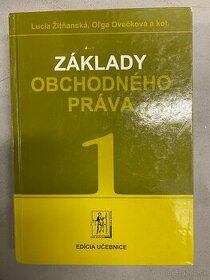 Lucia Žitňanská, Oľga Ovečková a kol.
ZÁKLADY
OBCHODNÉHO
PRÁVA
1
EDÍCIA UČEBNICE